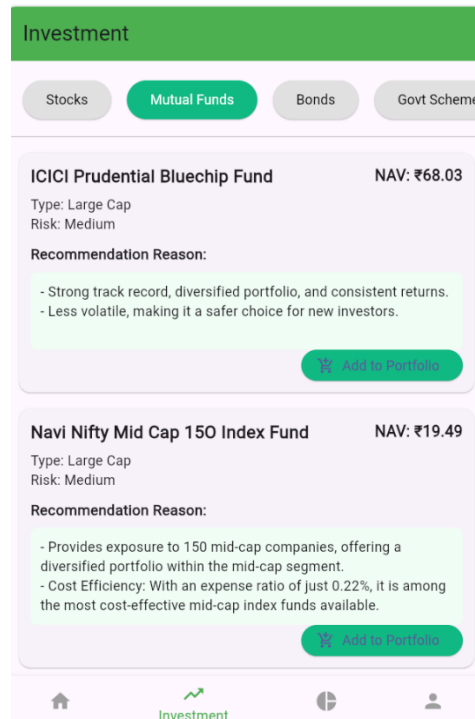 Investment
Stocks Mutual Funds Bonds Govt Scheme
ICICI Prudential Bluechip Fund NAV: ₹68.03
Type: Large Cap
Risk: Medium
Recommendation Reason:
- Strong track record, diversified portfolio, and consistent returns.
- Less volatile, making it a safer choice for new investors.
Add to Portfolio
Navi Nifty Mid Cap 15O Index Fund NAV: ₹19.49
Type: Large Cap
Risk: Medium
Recommendation Reason:
- Provides exposure to 150 mid-cap companies, offering a
diversified portfolio within the mid-cap segment.
- Cost Efficiency: With an expense ratio of just 0.22%, it is among
the most cost-effective mid-cap index funds available.
Add to Portfolio
Investment